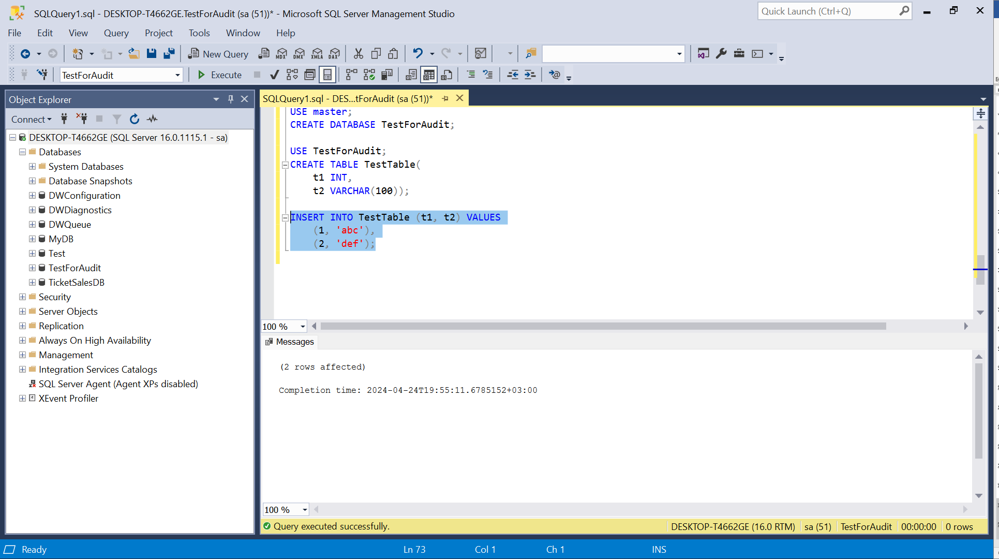 SQLQuery1.sql - DESKTOP-T4662GE.TestForAudit (sa (51))* - Microsoft SQL Server Management Studio
Quick Launch (Ctrl+Q)
File Edit View Query Project Tools Window Help
New Query MDX DMX XMLA DAX
TestForAudit Execute
Object Explorer
Connect
DESKTOP-T4662GE (SQL Server 16.0.1115.1 - sa)
Databases
System Databases
Database Snapshots
DWConfiguration
DWDiagnostics
DWQueue
MyDB
Test
TestForAudit
TicketSalesDB
Security
Server Objects
Replication
Always On High Availability
Management
Integration Services Catalogs
SQL Server Agent (Agent XPs disabled)
XEvent Profiler
SQLQuery1.sql - DES...tForAudit (sa (51))*
USE master;
CREATE DATABASE TestForAudit;
USE TestForAudit;
CREATE TABLE TestTable(
t1 INT,
t2 VARCHAR(100));
INSERT INTO TestTable (t1, t2) VALUES
(1, 'abc'),
(2, 'def');
100 %
Messages
(2 rows affected)
Completion time: 2024-04-24T19:55:11.6785152+03:00
100 %
Query executed successfully. DESKTOP-T4662GE (16.0 RTM) sa (51) TestForAudit 00:00:00 0 rows
Ready Ln 73 Col 1 Ch 1 INS